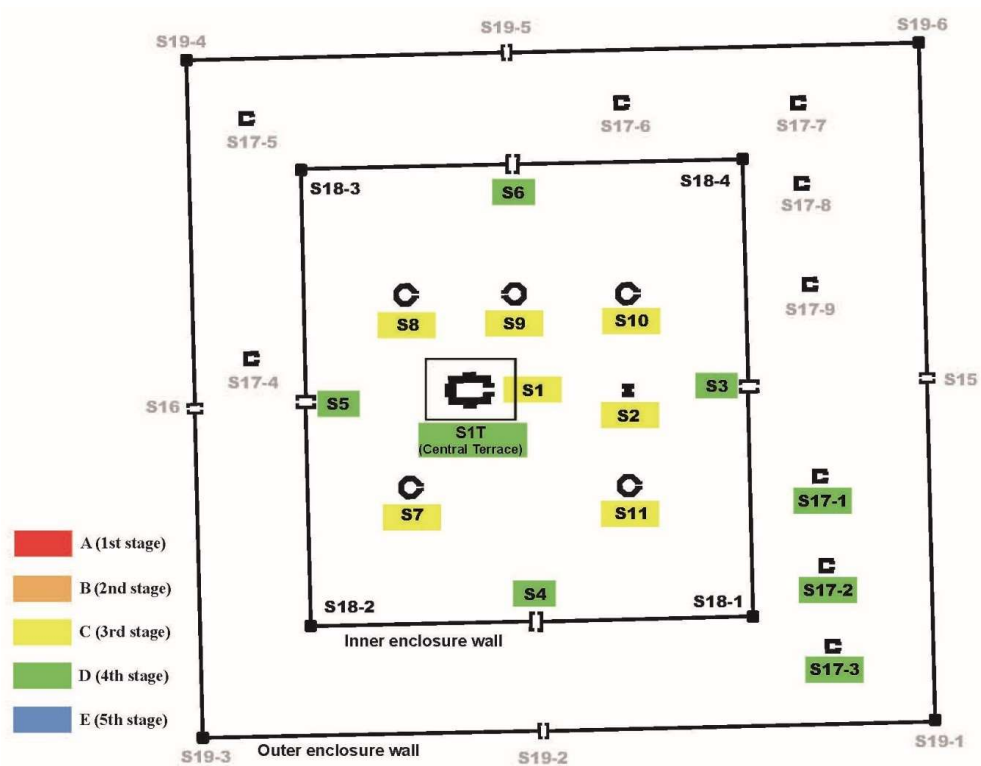 S19-4
S19-5
S19-6
S17-5
S17-6
S17-7
S18-3
S6
S18-4
S17-8
S8
S9
S10
S17-9
S17-4
S16
S5
S1
S2
S3
S15
S1T
(Central Terrace)
S7
S11
S17-1
S17-2
S17-3
S18-2
S4
S18-1
Inner enclosure wall
A (1st stage)
B (2nd stage)
C (3rd stage)
D (4th stage)
E (5th stage)
Outer enclosure wall
S19-3
S19-2
S19-1